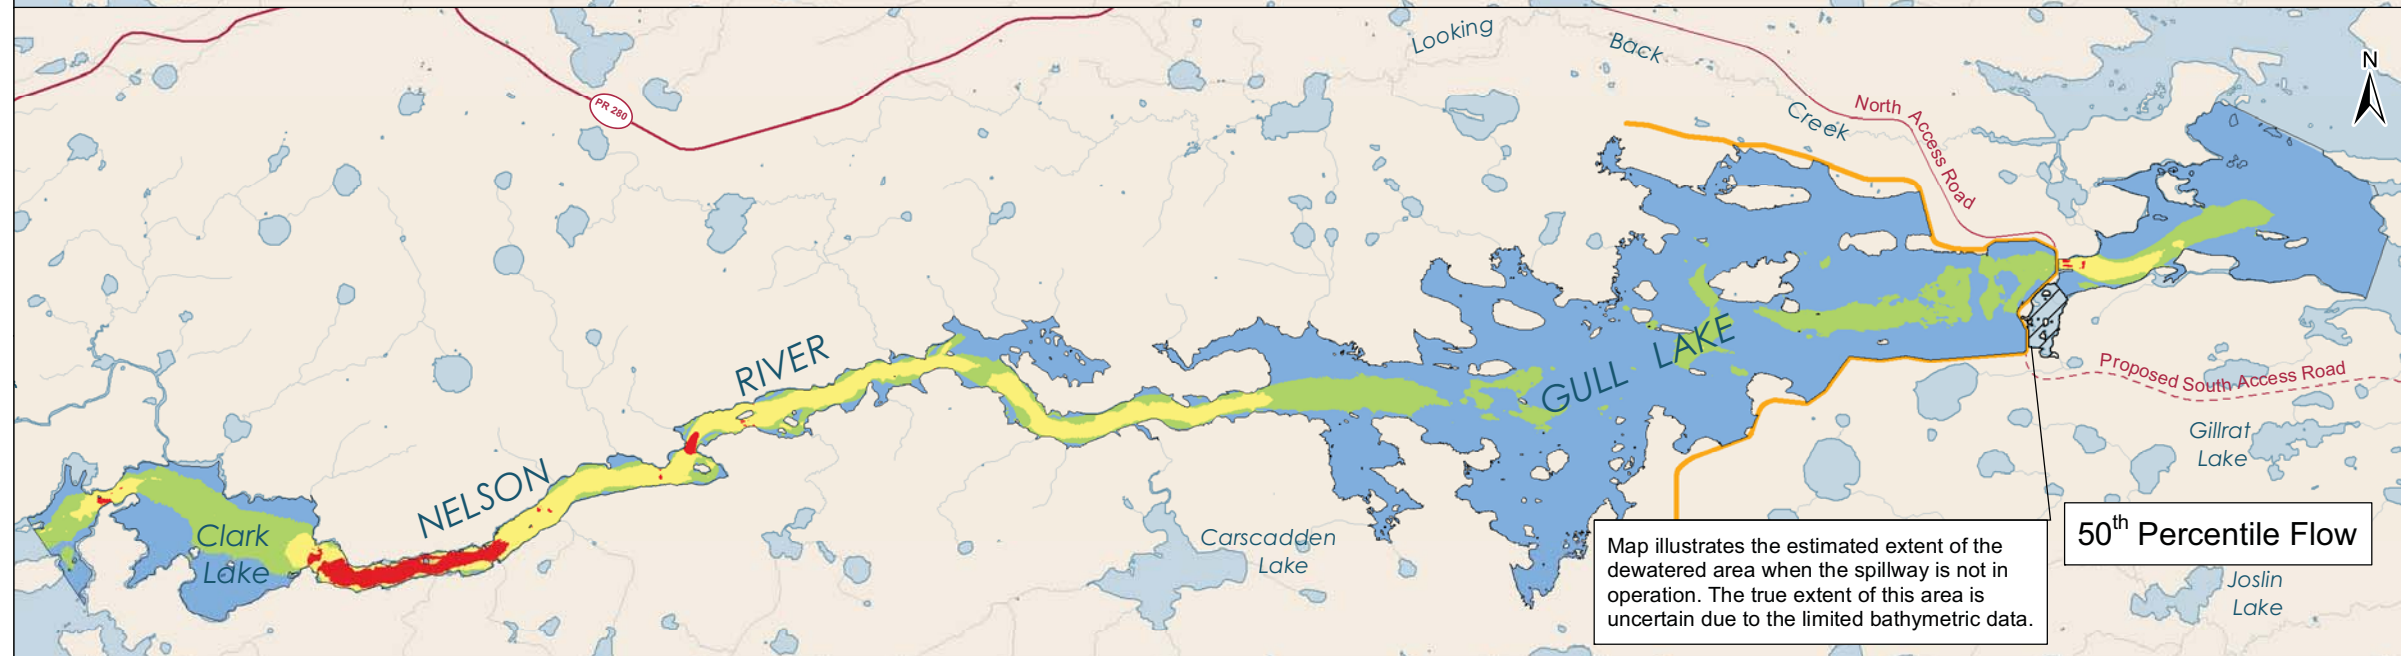 Looking
Back
Creek
North Access Road
N
PR 280
RIVER
NELSON
GULL LAKE
Clark
Lake
Carscadden
Lake
Proposed South Access Road
Gillrat
Lake
Joslin
Lake
50th Percentile Flow
Map illustrates the estimated extent of the
dewatered area when the spillway is not in
operation. The true extent of this area is
uncertain due to the limited bathymetric data.